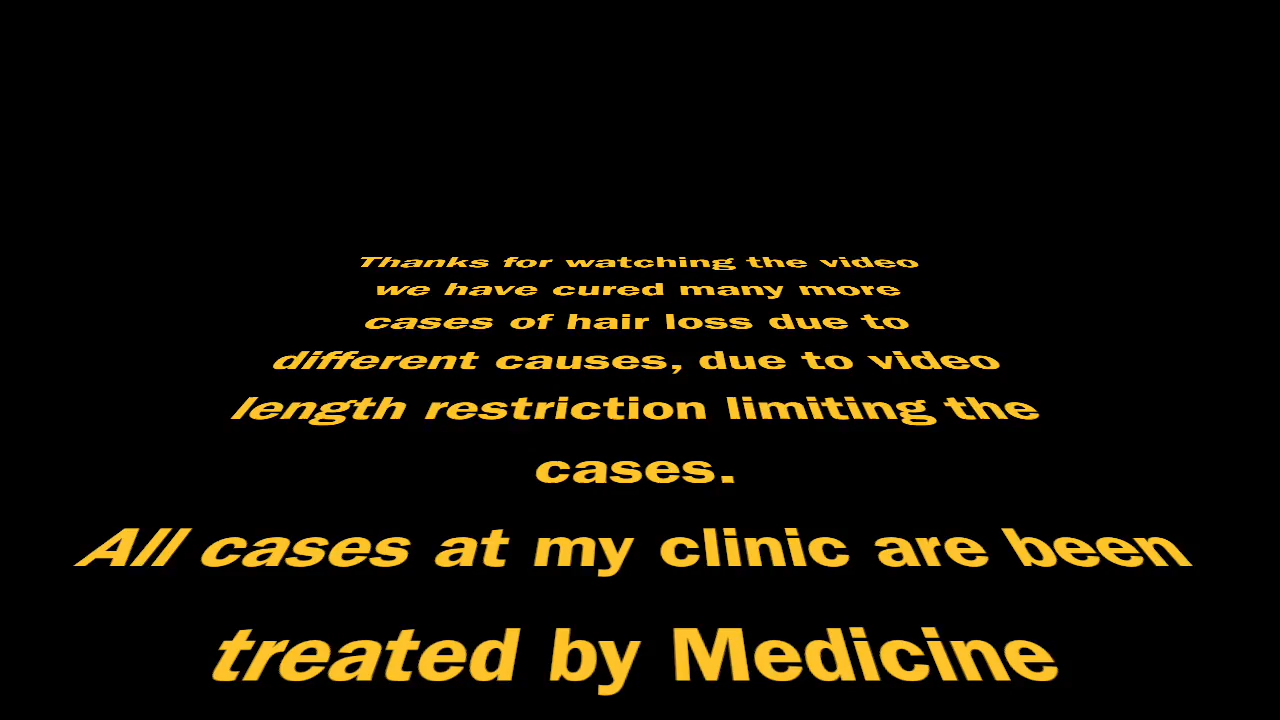 Thanks for watching the video
we have cured many more
cases of hair loss due to
different causes, due to video
length restriction limiting the
cases.
All cases at my clinic are been
treated by Medicine